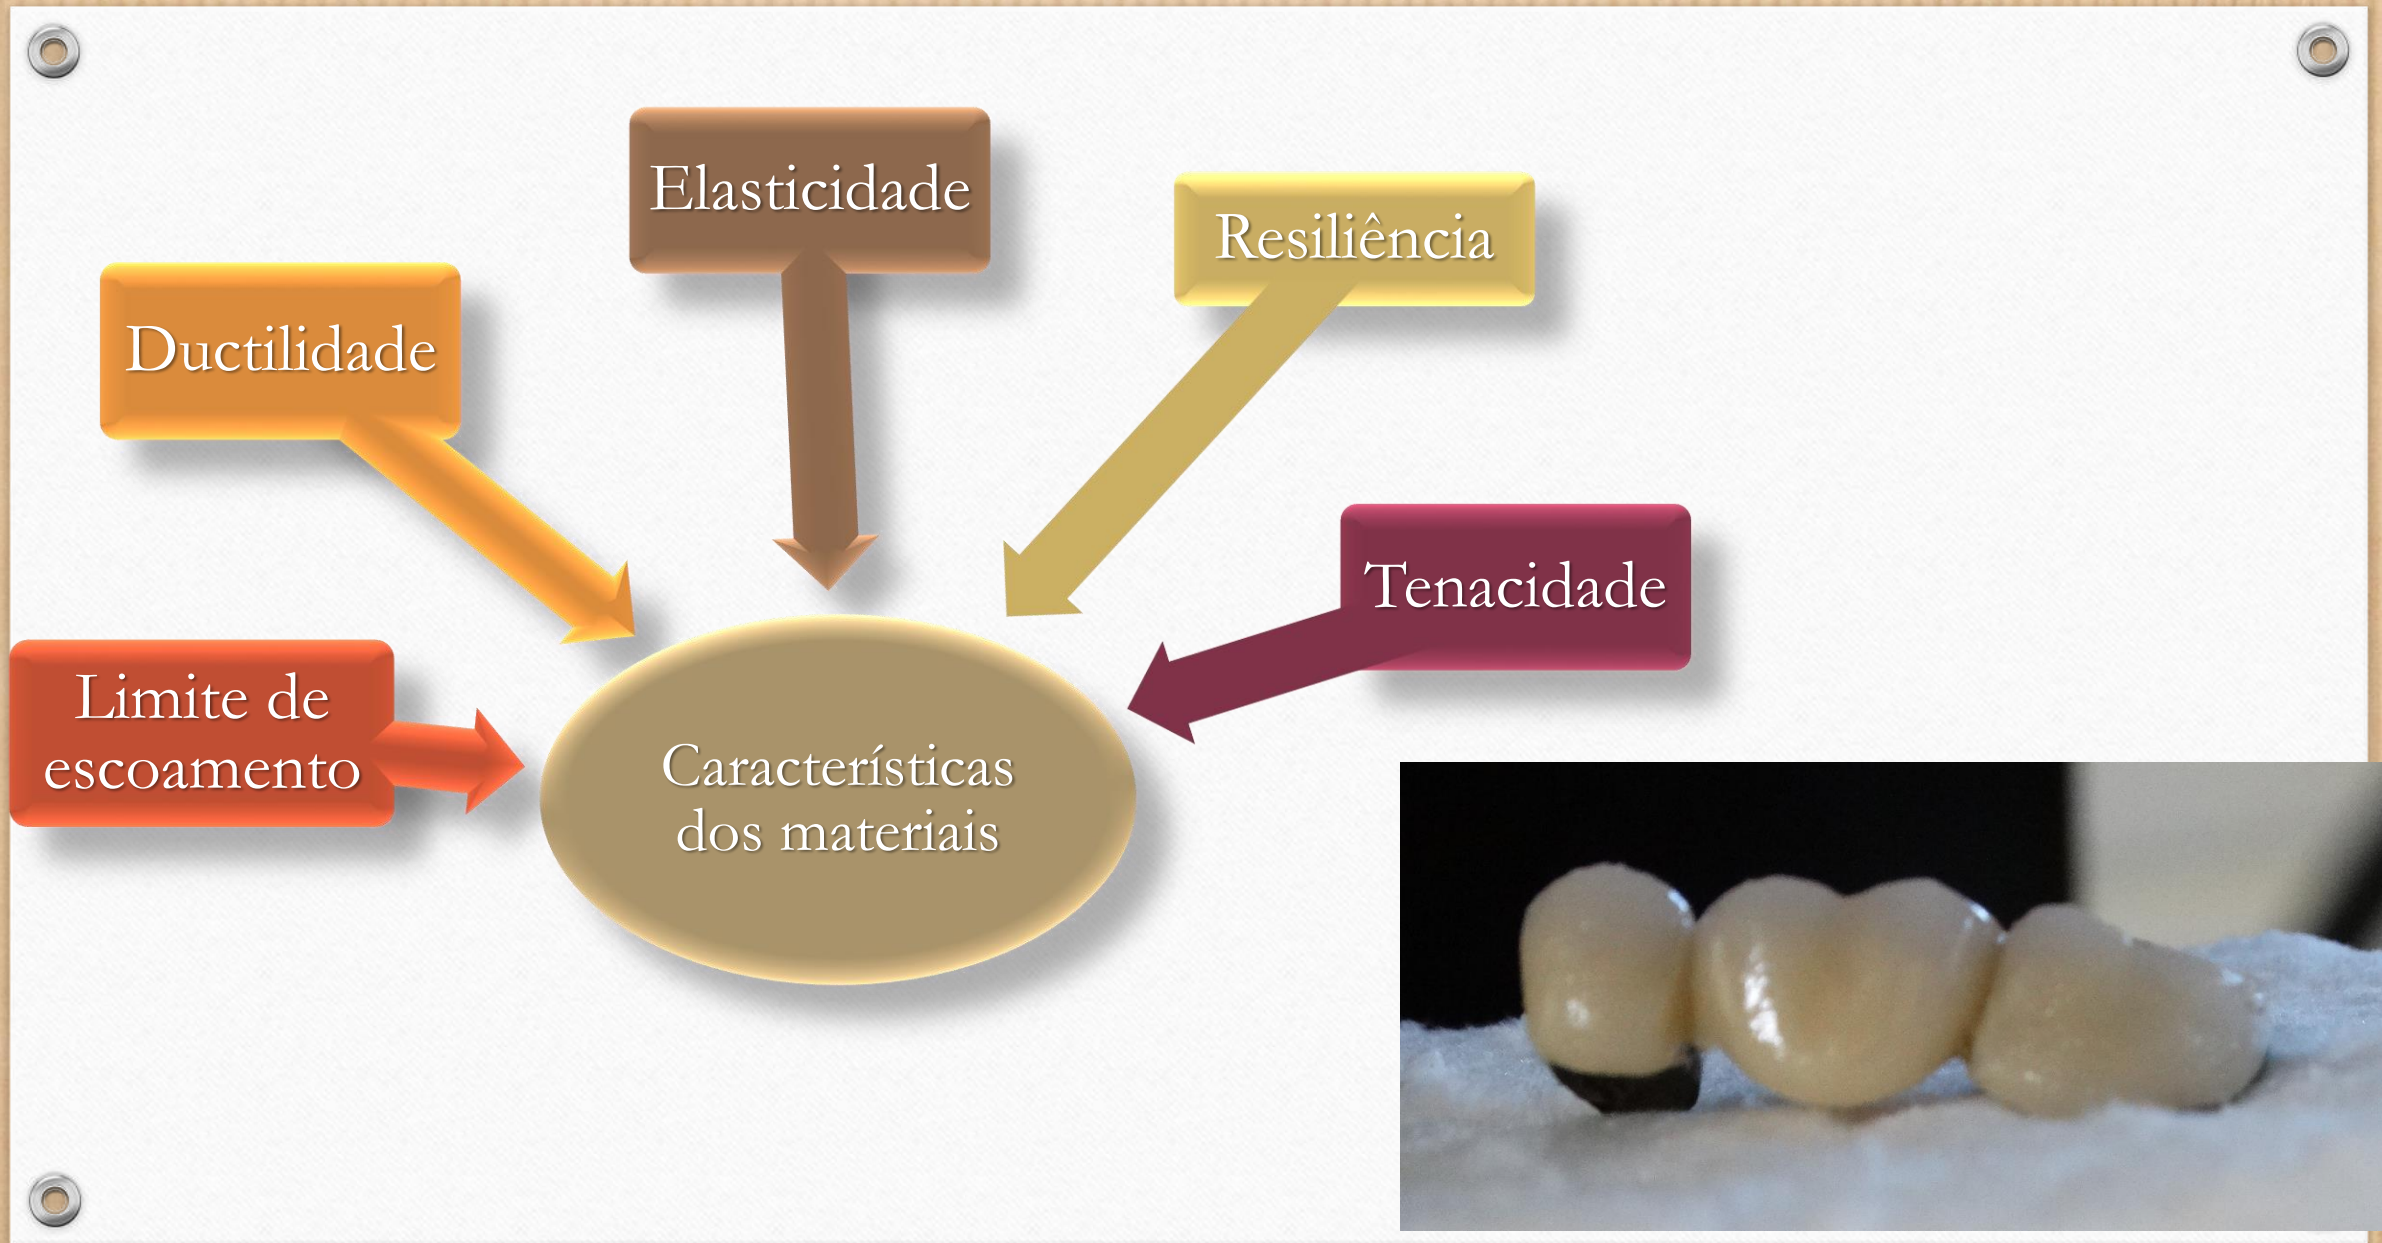 Elasticidade
Resiliência
Ductilidade
Tenacidade
Limite de
escoamento
Características
dos materiais